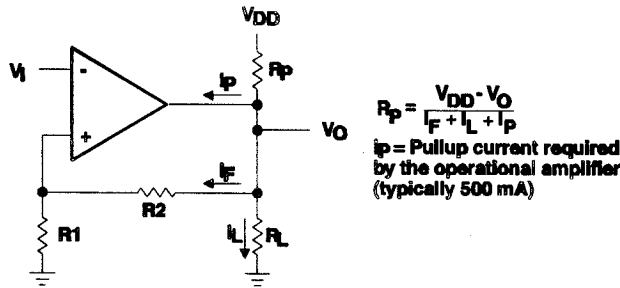 VDD
VI
-
iP
RP
+
VO
iF
R2
R1
iL
RL
RP = VDD - VO
IF + IL + IP
iP = Pullup current required
by the operational amplifier
(typically 500 mA)